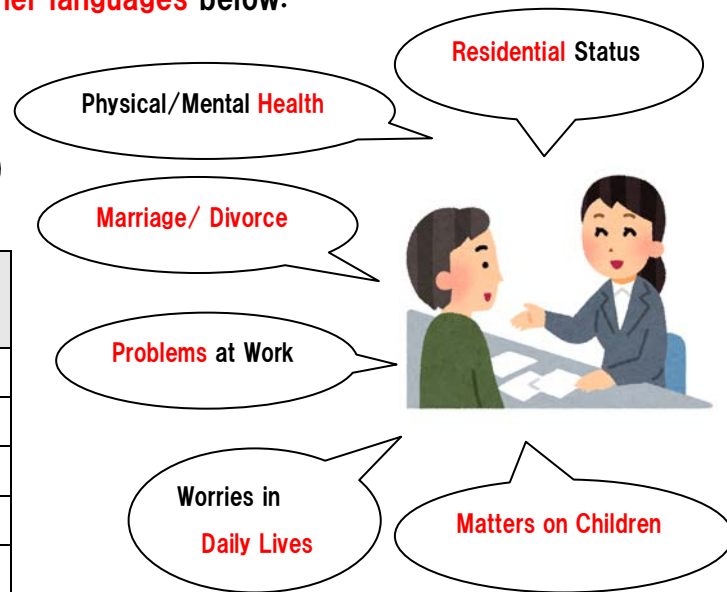 languages below:
Residential Status
Physical/Mental Health
Marriage/ Divorce
Problems at Work
Worries in
Daily Lives
Matters on Children